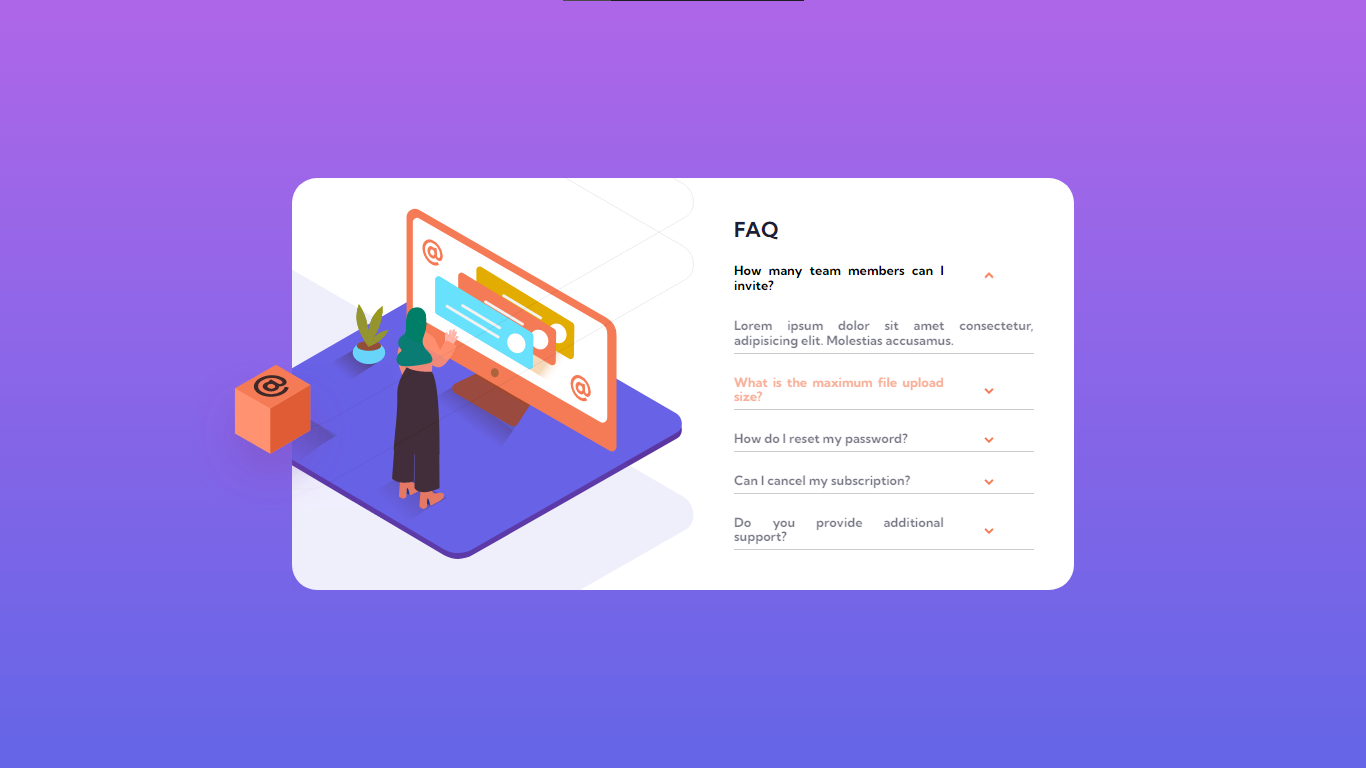 FAQ
How many team members can I
invite?
Lorem ipsum dolor sit amet consectetur,
adipisicing elit. Molestias accusamus.
What is the maximum file upload
size?
How do I reset my password?
Can I cancel my subscription?
Do you provide additional
support?